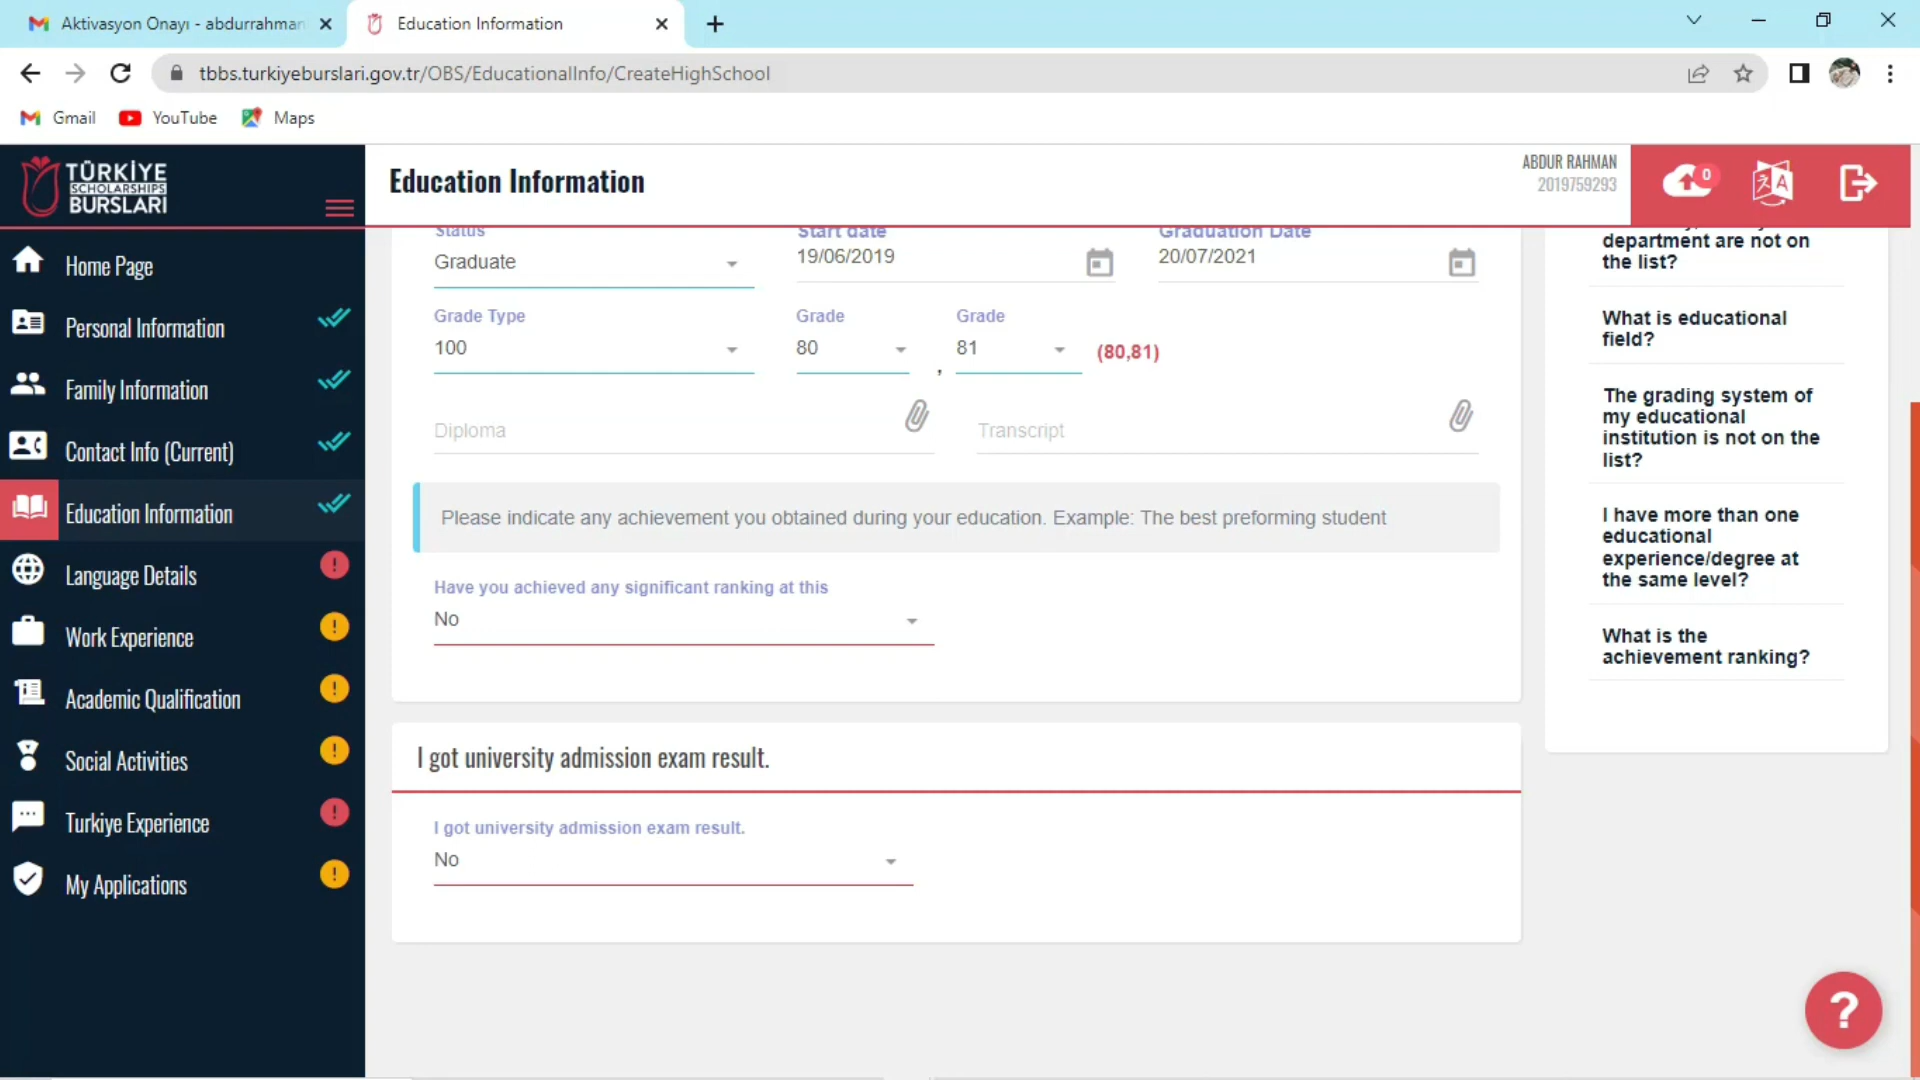 Aktivasyon Onayı - abdurrahman
Education Information
tbbs.turkiyeburslari.gov.tr/OBS/EducationalInfo/CreateHighSchool
Gmail
YouTube
Maps
TÜRKİYE
SCHOLARSHIPS
BURSLARI
Education Information
ABDUR RAHMAN
2019759293
0
Home Page
Personal Information
Family Information
Contact Info (Current)
Education Information
Language Details
Work Experience
Academic Qualification
Social Activities
Turkiye Experience
My Applications
Status
Graduate
Start date
19/06/2019
Graduation Date
20/07/2021
Grade Type
100
Grade
80
,
Grade
81
(80,81)
Diploma
Transcript
Please indicate any achievement you obtained during your education. Example: The best preforming student
Have you achieved any significant ranking at this
No
I got university admission exam result.
I got university admission exam result.
No
department are not on
the list?
What is educational
field?
The grading system of
my educational
institution is not on the
list?
I have more than one
educational
experience/degree at
the same level?
What is the
achievement ranking?
?